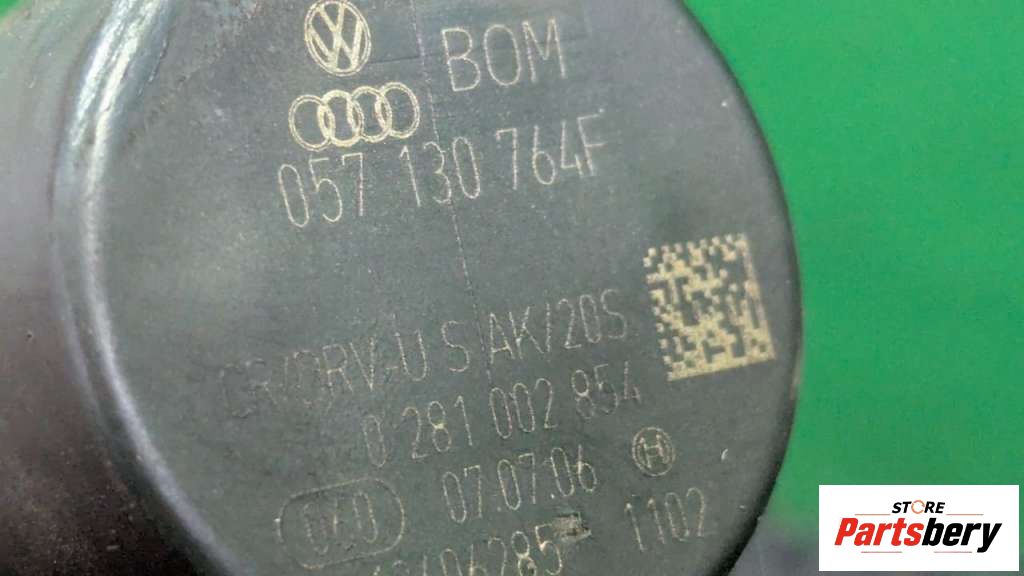 BOM
057 130 764F
CR/DRV-U S AK/20S
0 281 002 854
07.07.06
1102
STORE
Partsbery